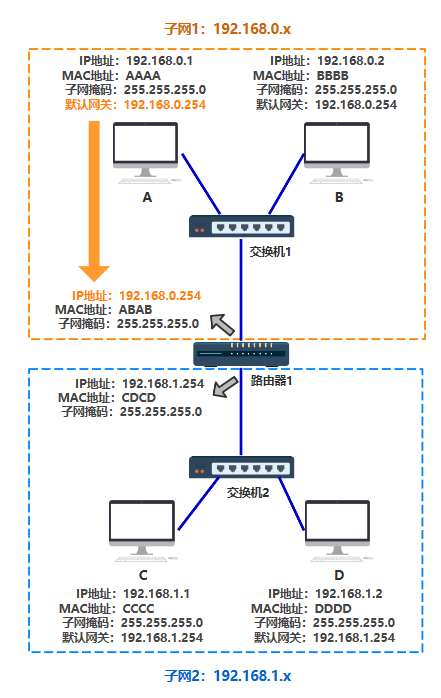 子网1：192.168.0.x
IP地址：192.168.0.1
MAC地址：AAAA
子网掩码：255.255.255.0
默认网关：192.168.0.254
IP地址：192.168.0.2
MAC地址：BBBB
子网掩码：255.255.255.0
默认网关：192.168.0.254
A
B
交换机1
IP地址：192.168.0.254
MAC地址：ABAB
子网掩码：255.255.255.0
路由器1
IP地址：192.168.1.254
MAC地址：CDCD
子网掩码：255.255.255.0
交换机2
C
D
IP地址：192.168.1.1
MAC地址：CCCC
子网掩码：255.255.255.0
默认网关：192.168.1.254
IP地址：192.168.1.2
MAC地址：DDDD
子网掩码：255.255.255.0
默认网关：192.168.1.254
子网2：192.168.1.x